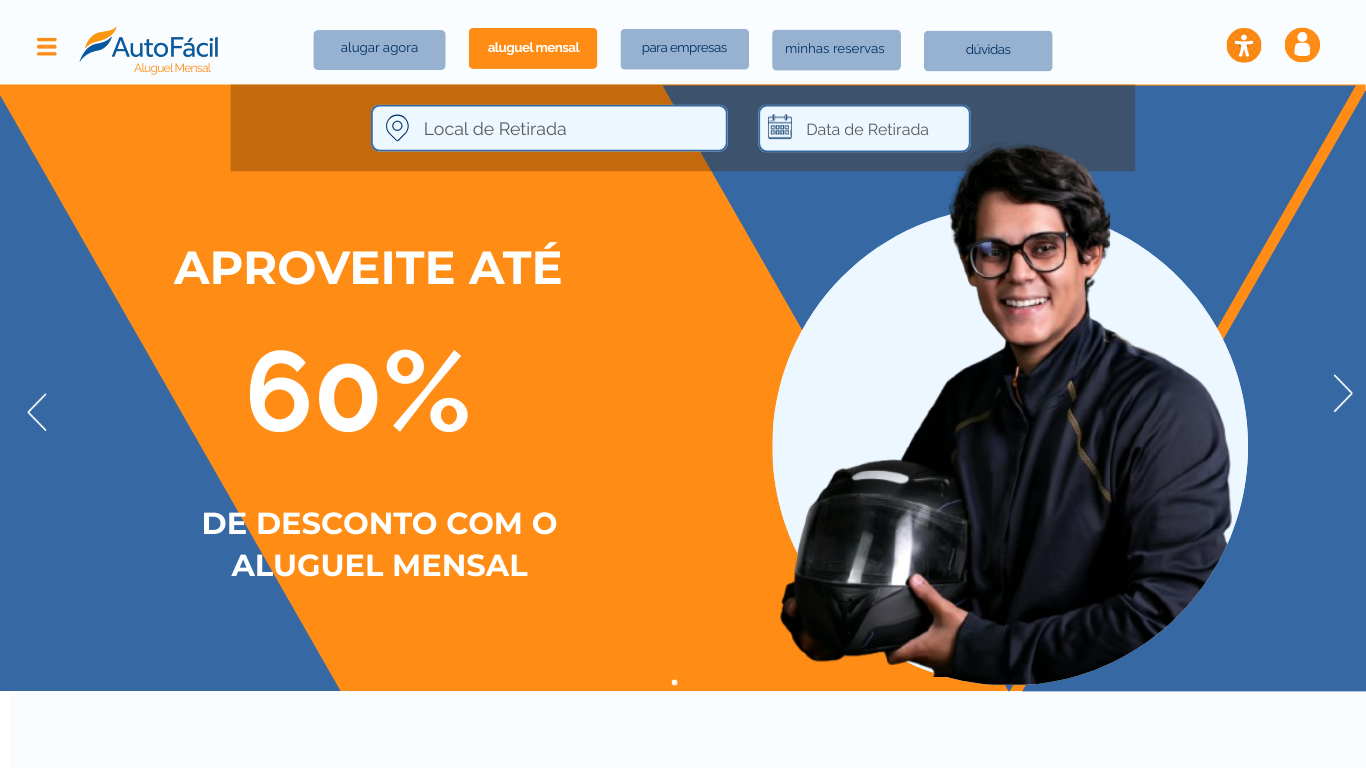 AutoFácil
Aluguel Mensal
alugar agora
aluguel mensal
para empresas
minhas reservas
dúvidas
Local de Retirada
Data de Retirada
APROVEITE ATÉ
60%
DE DESCONTO COM O
ALUGUEL MENSAL